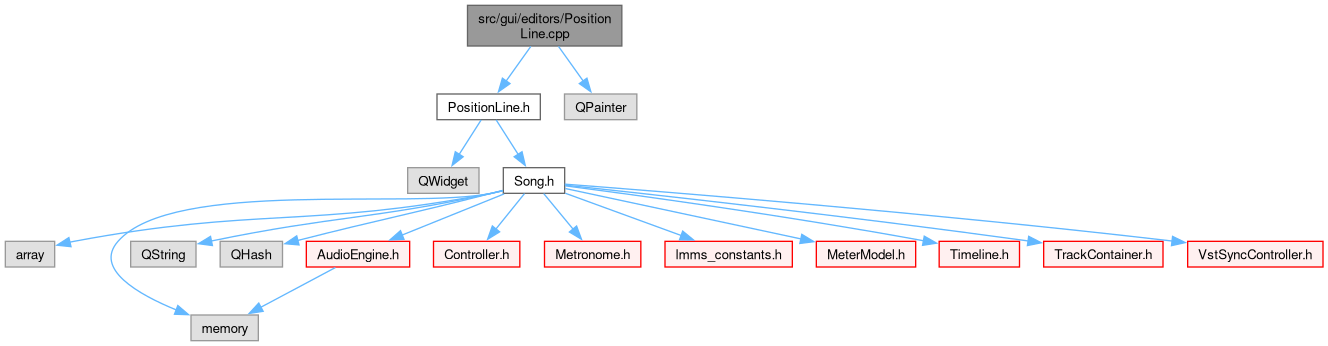 src/gui/editors/Position
Line.cpp
PositionLine.h
QPainter
QWidget
Song.h
array
QString
QHash
AudioEngine.h
Controller.h
Metronome.h
lmms_constants.h
MeterModel.h
Timeline.h
TrackContainer.h
VstSyncController.h
memory